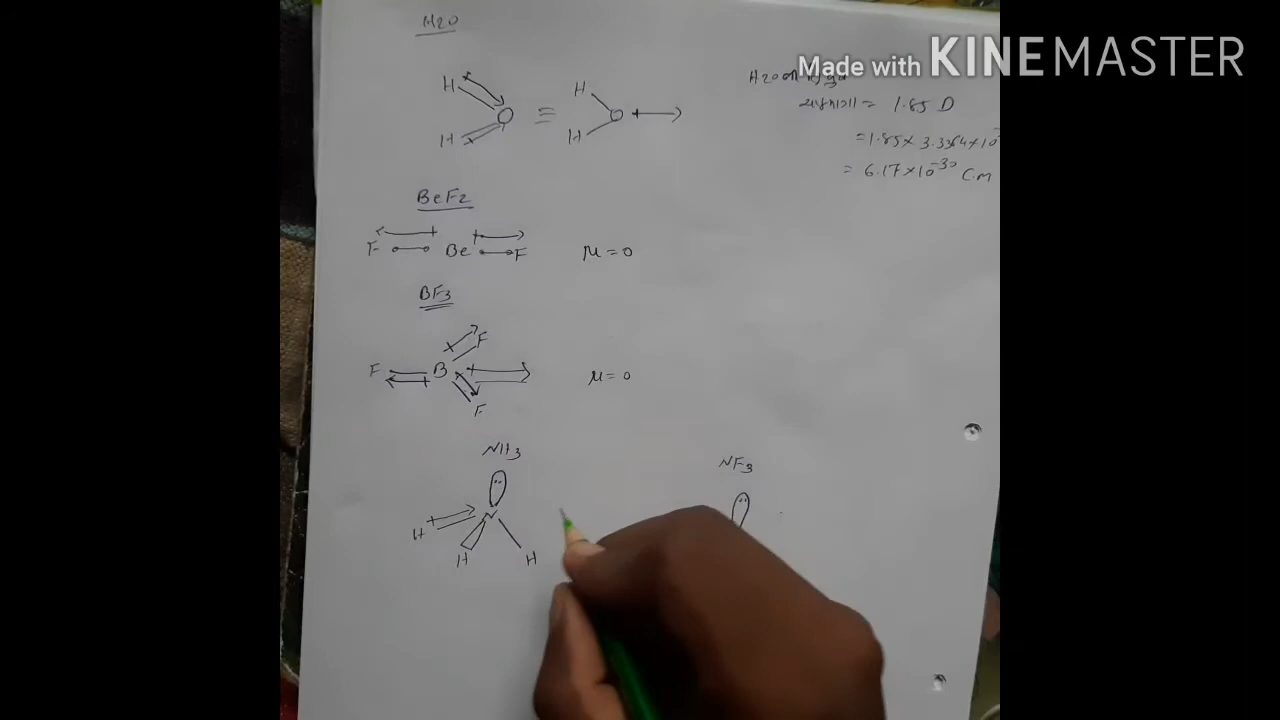 Made with KINEMASTER
H2O
H
H
O
≡
H
H
O
= 1.85 D
= 1.85 × 3.3364 × 10
= 6.17 × 10⁻³⁰ C.m
BeF2
F Be F μ = 0
BF3
F B F F μ = 0
NH3
N
H H H
NF3